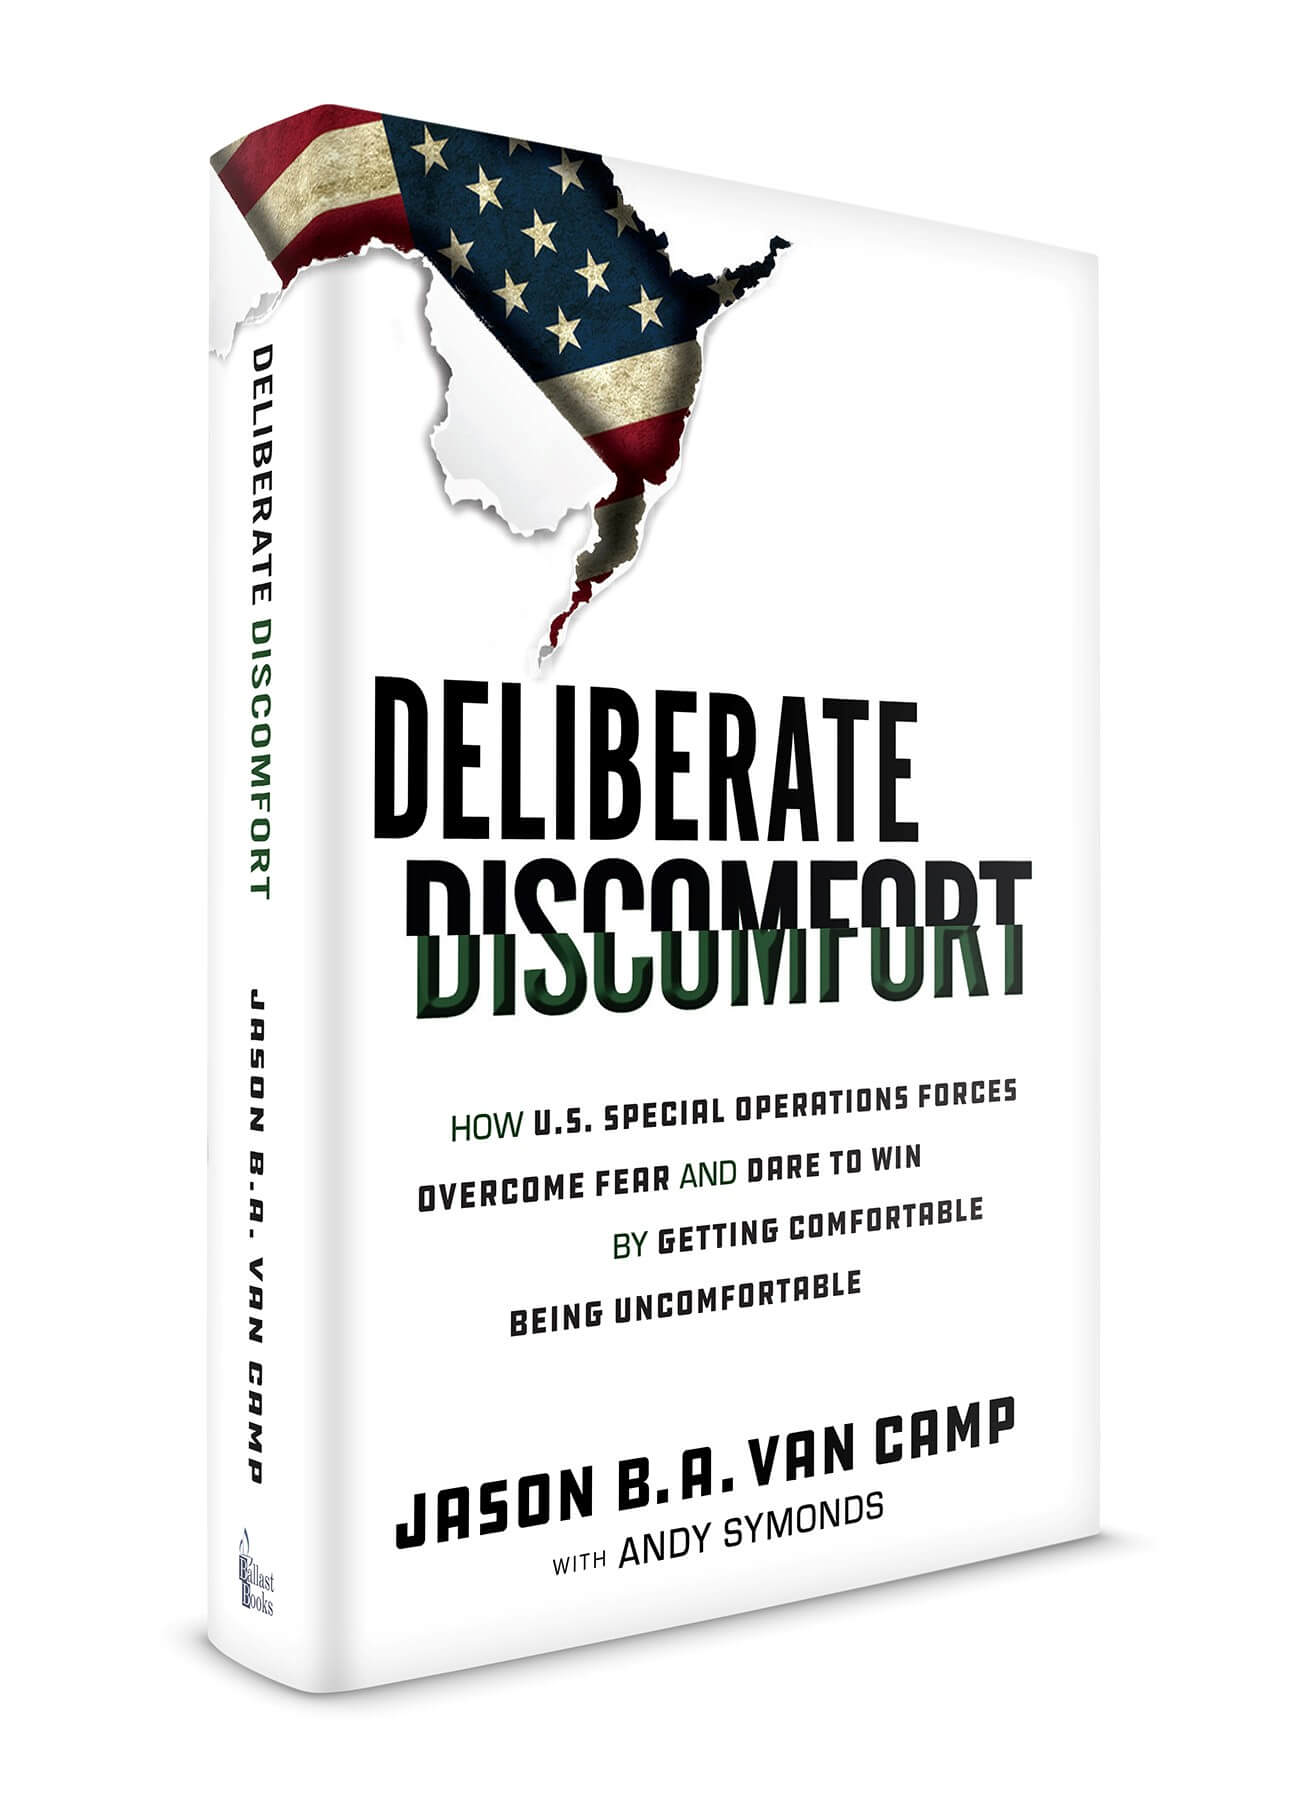 DELIBERATE DISCOMFORT
JASON B.A. VAN CAMP
Ballast
Books
DELIBERATE
DISCOMFORT
HOW U.S. SPECIAL OPERATIONS FORCES
OVERCOME FEAR AND DARE TO WIN
BY GETTING COMFORTABLE
BEING UNCOMFORTABLE
JASON B.A. VAN CAMP
WITH ANDY SYMONDS